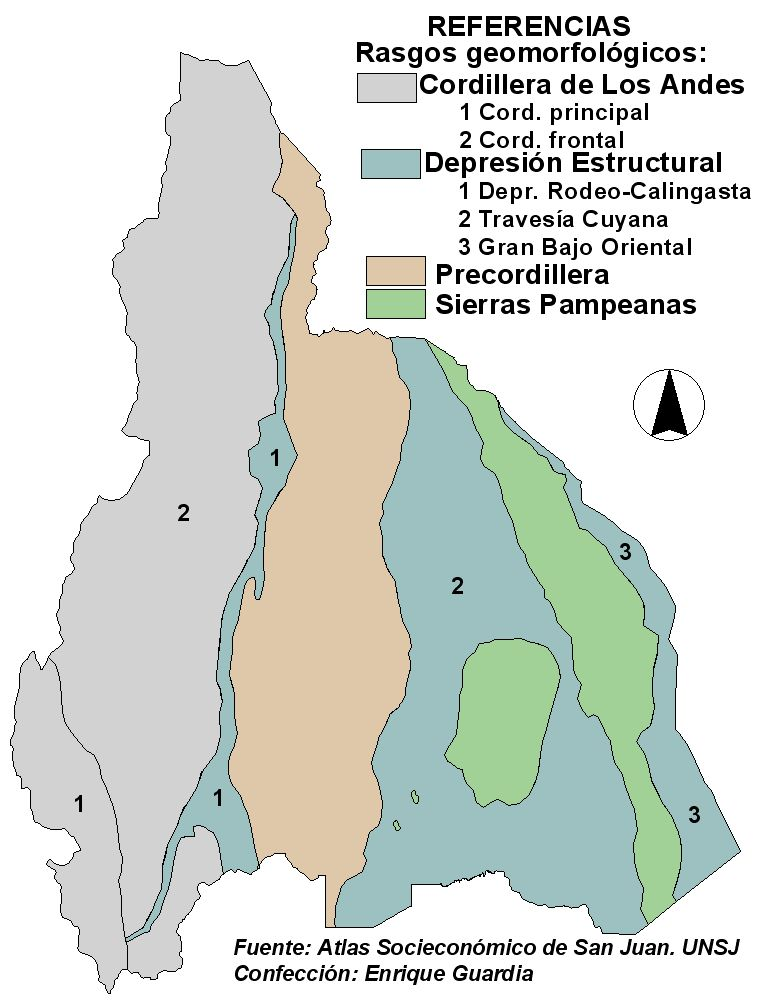 REFERENCIAS
Rasgos geomorfológicos:
Cordillera de Los Andes
1 Cord. principal
2 Cord. frontal
Depresión Estructural
1 Depr. Rodeo-Calingasta
2 Travesía Cuyana
3 Gran Bajo Oriental
Precordillera
Sierras Pampeanas
1
2
3
2
1
1
3
Fuente: Atlas Socieconómico de San Juan. UNSJ
Confección: Enrique Guardia